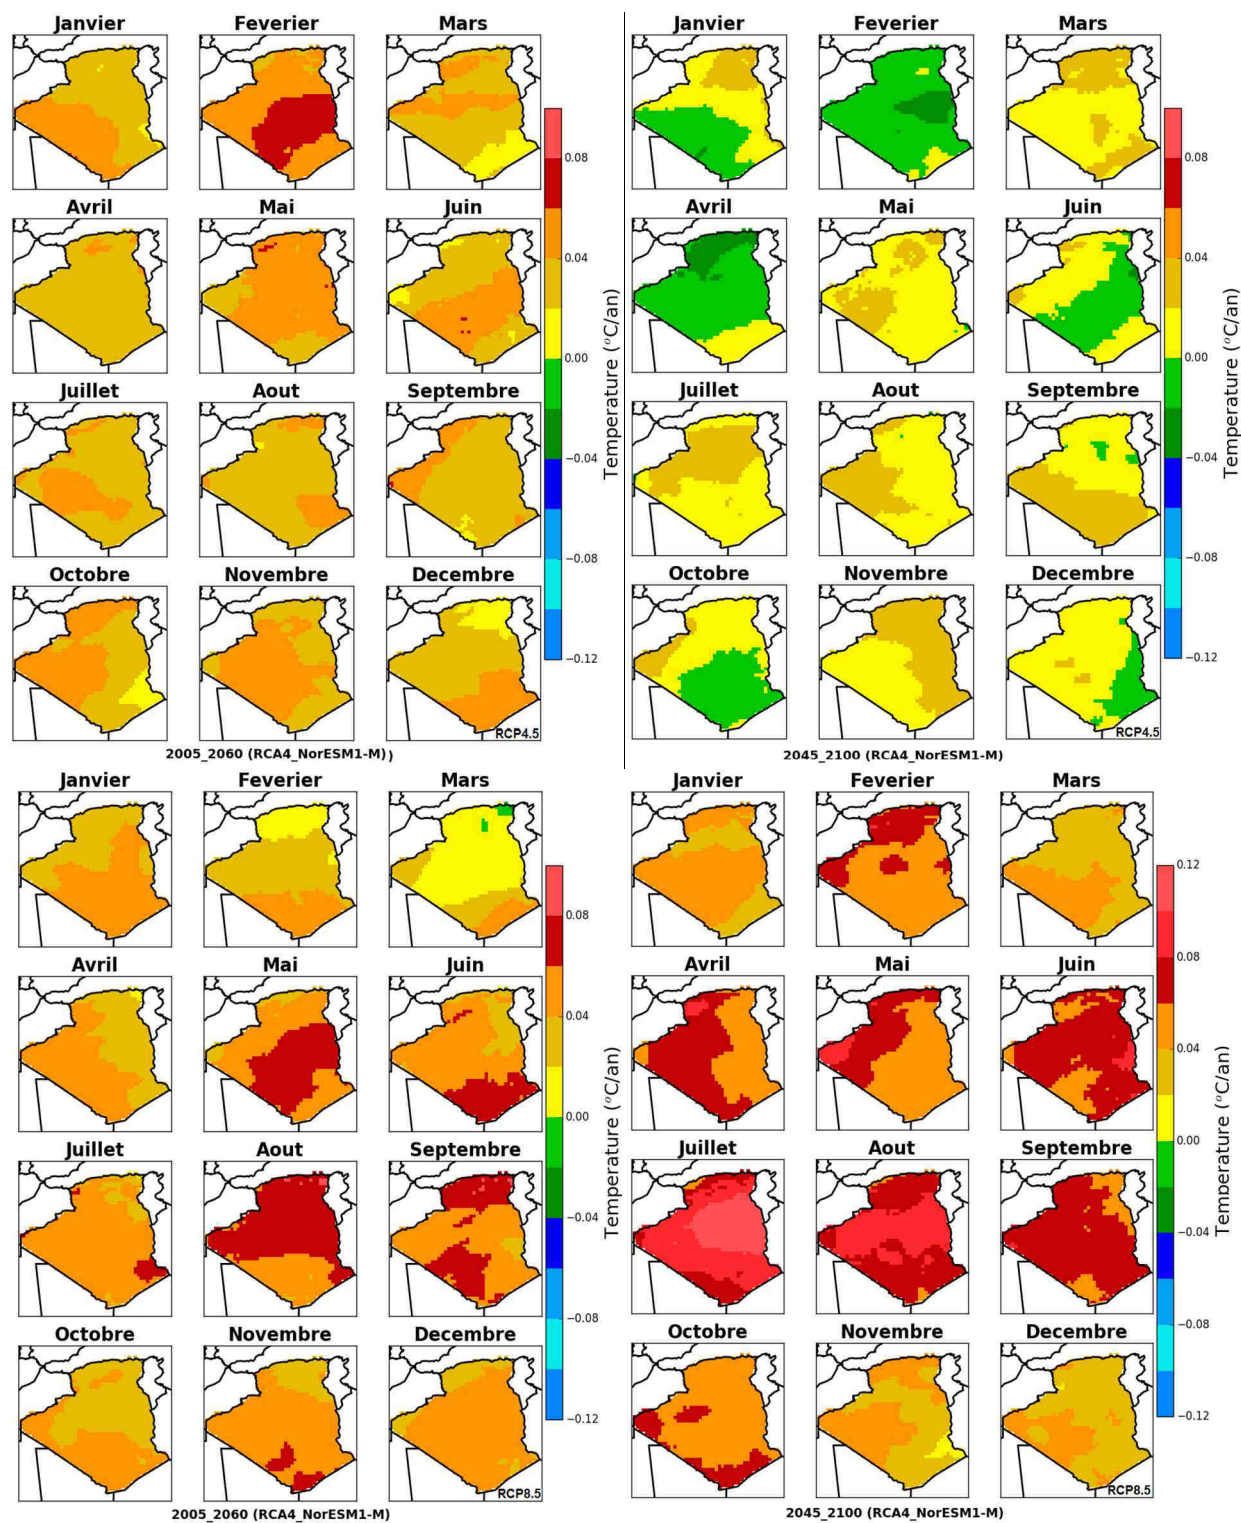 Janvier Feverier Mars
Avril Mai Juin
Juillet Aout Septembre
Octobre Novembre Decembre
0.08
0.04
0.00
−0.04
−0.08
−0.12
Temperature (°C/an)
RCP4.5
2005_2060 (RCA4_NorESM1-M))
Janvier Feverier Mars
Avril Mai Juin
Juillet Aout Septembre
Octobre Novembre Decembre
0.08
0.04
0.00
−0.04
−0.08
−0.12
Temperature (°C/an)
RCP4.5
2045_2100 (RCA4_NorESM1-M)
Janvier Feverier Mars
Avril Mai Juin
Juillet Aout Septembre
Octobre Novembre Decembre
0.08
0.04
0.00
−0.04
−0.08
−0.12
Temperature (°C/an)
RCP8.5
2005_2060 (RCA4_NorESM1-M)
Janvier Feverier Mars
Avril Mai Juin
Juillet Aout Septembre
Octobre Novembre Decembre
0.12
0.08
0.04
0.00
−0.04
−0.08
−0.12
Temperature (°C/an)
RCP8.5
2045_2100 (RCA4_NorESM1-M)